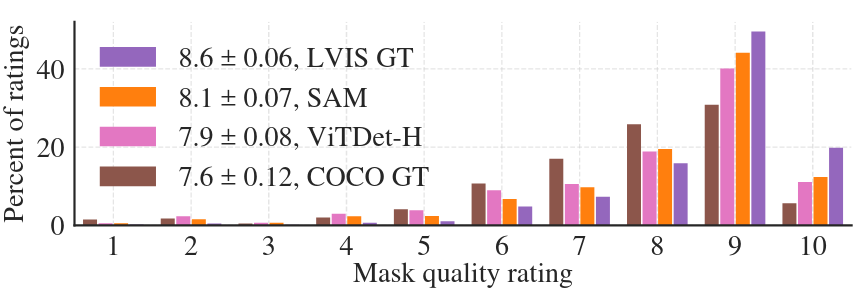 Percent of ratings
40
20
0
8.6 ± 0.06, LVIS GT
8.1 ± 0.07, SAM
7.9 ± 0.08, ViTDet-H
7.6 ± 0.12, COCO GT
1 2 3 4 5 6 7 8 9 10
Mask quality rating